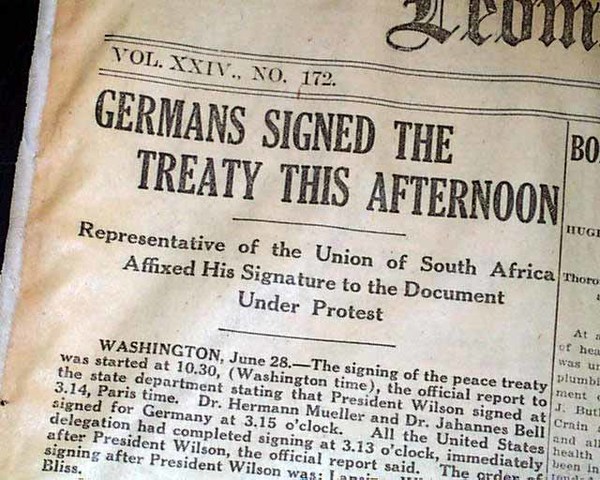 Leomi
VOL. XXIV., NO. 172.
GERMANS SIGNED THE
TREATY THIS AFTERNOON
Representative of the Union of South Africa
Affixed His Signature to the Document
Under Protest
WASHINGTON, June 28.—The signing of the peace treaty
was started at 10.30, (Washington time), the official report to
the state department stating that President Wilson signed at
3.14, Paris time. Dr. Hermann Mueller and Dr. Jahannes Bell
signed for Germany at 3.15 o'clock. All the United States
delegation had completed signing at 3.13 o'clock, immediately
after President Wilson, the official report said. The order of
signing after President Wilson was: Lansing,
Bliss.
BO
HUGE
Thoro
At a
of hea
was un
plumbi
ment
J. Butl
Crain
and all
health
been in